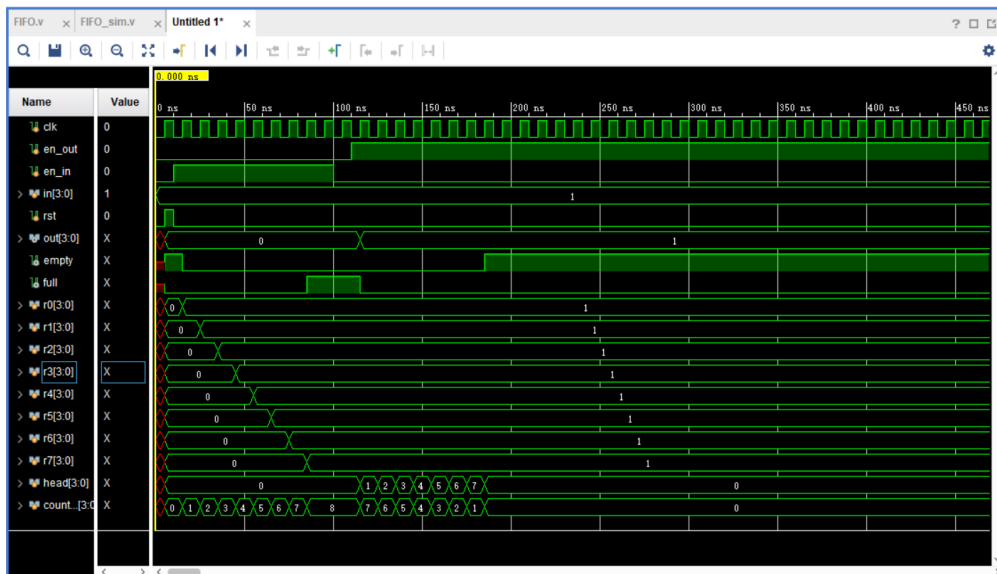 FIFO.v × FIFO_sim.v × Untitled 1* ×
?
0.000 ns
Name Value
0 ns 50 ns 100 ns 150 ns 200 ns 250 ns 300 ns 350 ns 400 ns 450 ns
clk 0
en_out 0
en_in 0
in[3:0] 1 1
rst 0
out[3:0] X 0 1
empty X
full X
r0[3:0] X 0 1
r1[3:0] X 0 1
r2[3:0] X 0 1
r3[3:0] X 0 1
r4[3:0] X 0 1
r5[3:0] X 0 1
r6[3:0] X 0 1
r7[3:0] X 0 1
head[3:0] X 0 1 2 3 4 5 6 7 0
count...[3:0 X 0 1 2 3 4 5 6 7 8 7 6 5 4 3 2 1 0